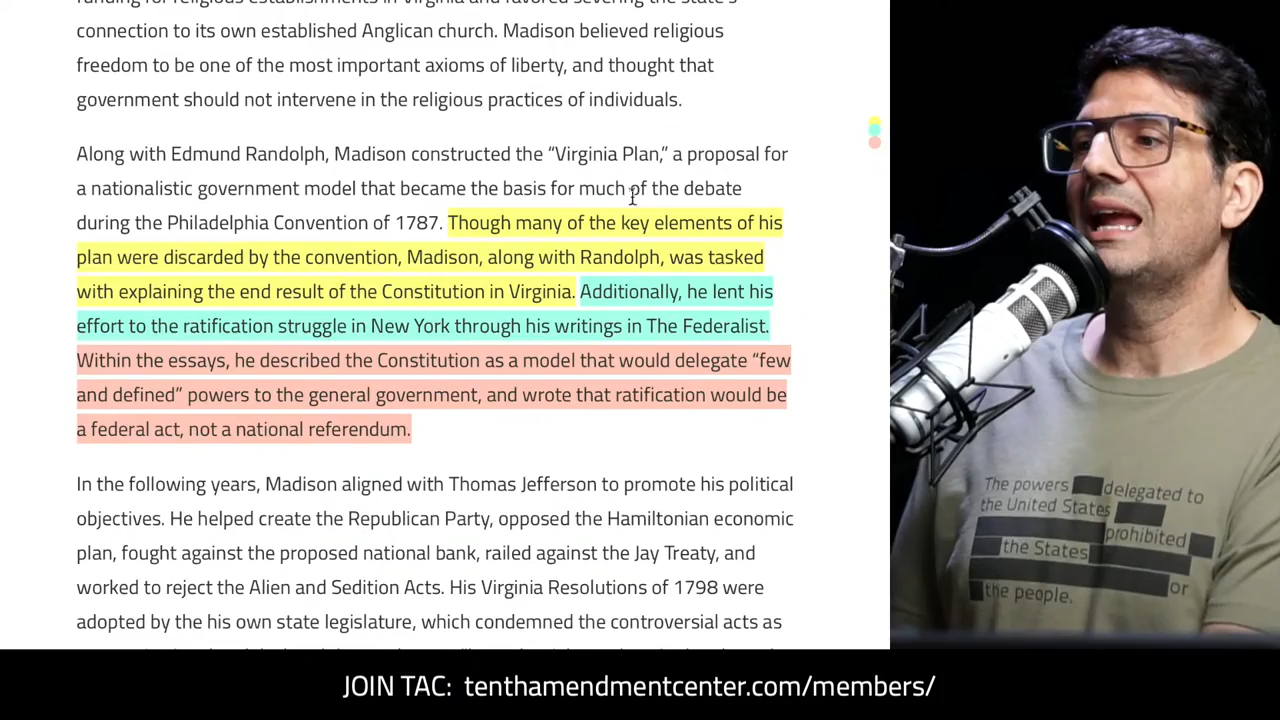 funding for religious establishments in Virginia and favored severing the state's
connection to its own established Anglican church. Madison believed religious
freedom to be one of the most important axioms of liberty, and thought that
government should not intervene in the religious practices of individuals.
Along with Edmund Randolph, Madison constructed the “Virginia Plan,” a proposal for
a nationalistic government model that became the basis for much of the debate
during the Philadelphia Convention of 1787. Though many of the key elements of his
plan were discarded by the convention, Madison, along with Randolph, was tasked
with explaining the end result of the Constitution in Virginia. Additionally, he lent his
effort to the ratification struggle in New York through his writings in The Federalist.
Within the essays, he described the Constitution as a model that would delegate “few
and defined” powers to the general government, and wrote that ratification would be
a federal act, not a national referendum.
In the following years, Madison aligned with Thomas Jefferson to promote his political
objectives. He helped create the Republican Party, opposed the Hamiltonian economic
plan, fought against the proposed national bank, railed against the Jay Treaty, and
worked to reject the Alien and Sedition Acts. His Virginia Resolutions of 1798 were
adopted by the his own state legislature, which condemned the controversial acts as
The powers delegated to
the United States
prohibited
the States
or
the people.
JOIN TAC: tenthamendmentcenter.com/members/